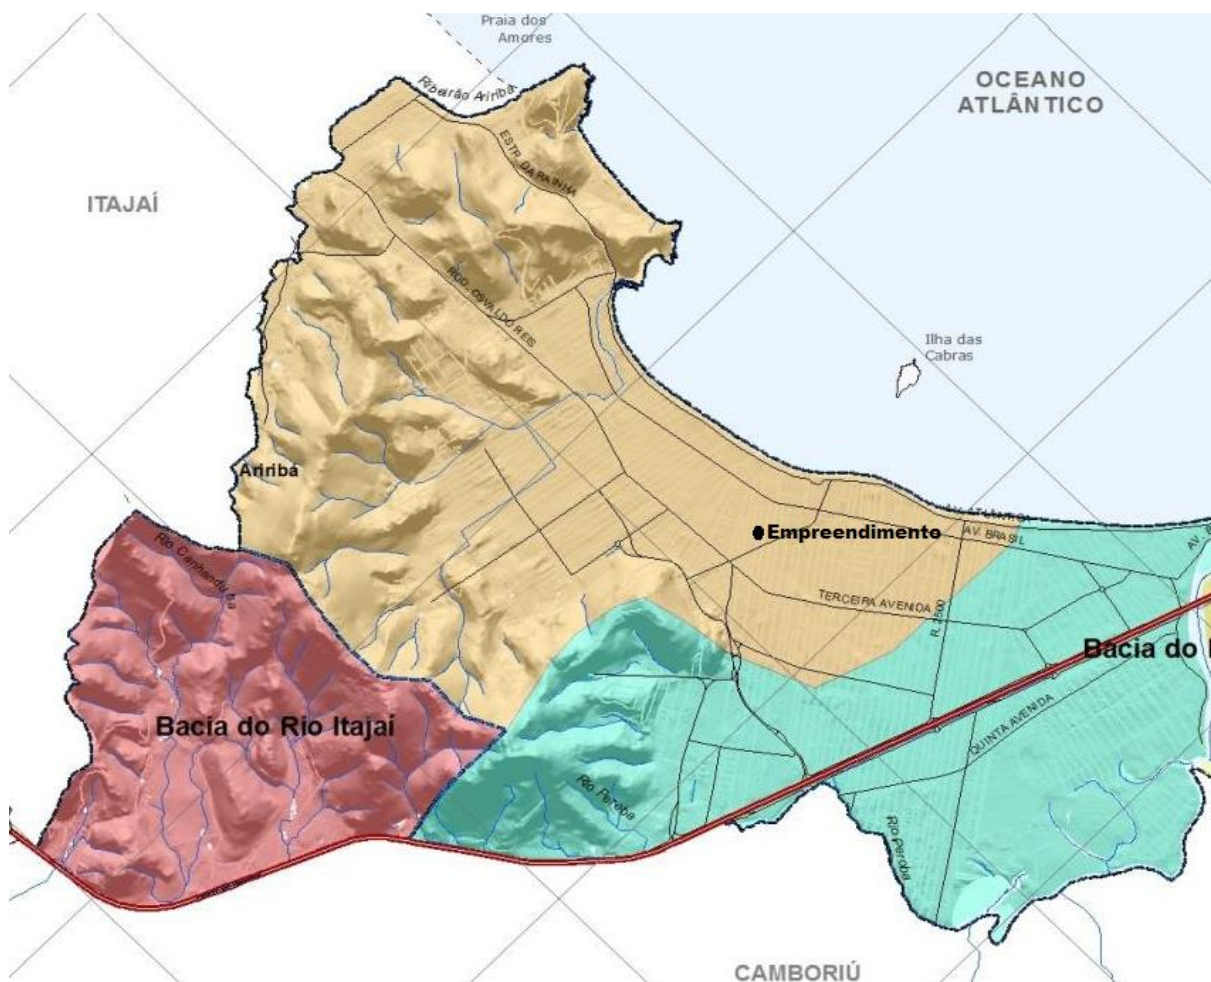 Praia dos
Amores
OCEANO
ATLÂNTICO
Ribeirão Ariribá
ESTR. DA RAINHA
ITAJAÍ
ROD. OSVALDO REIS
Ilha das
Cabras
Ariribá
Empreendimento
AV. BRASIL
Rio Canhanduba
TERCEIRA AVENIDA
R. 2500
Bacia do
Bacia do Rio Itajaí
QUINTA AVENIDA
Rio Peroba
Rio Peroba
CAMBORIÚ